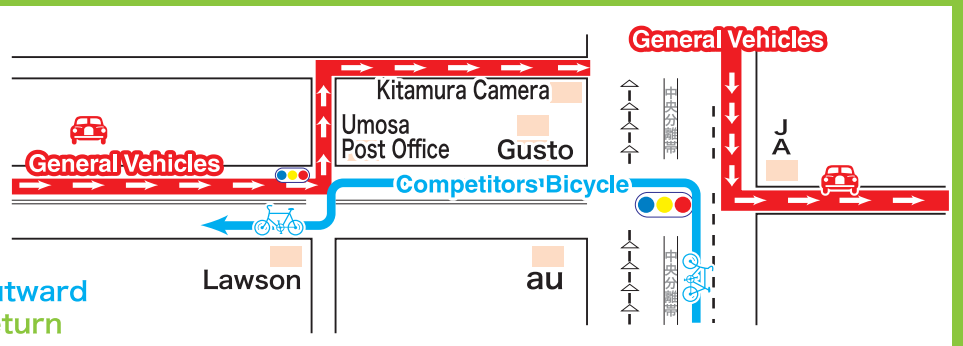 General Vehicles
Kitamura Camera
Umosa
Post Office
Gusto
中央分離帯
J
A
General Vehicles
Competitors' Bicycle
Lawson
au
中央分離帯
utward
eturn